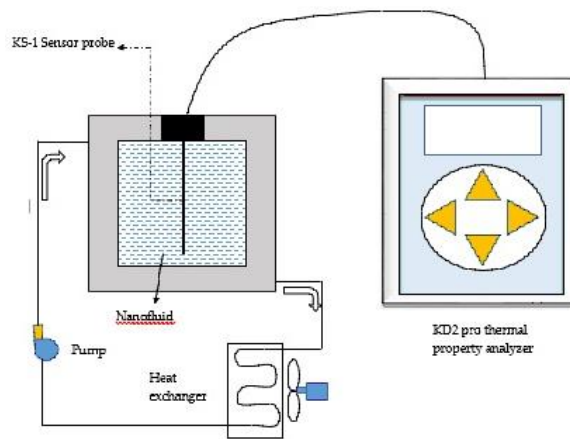 KS-1 Sensor probe
Nanofluid
Pump
Heat
exchanger
KD2 pro thermal
property analyzer